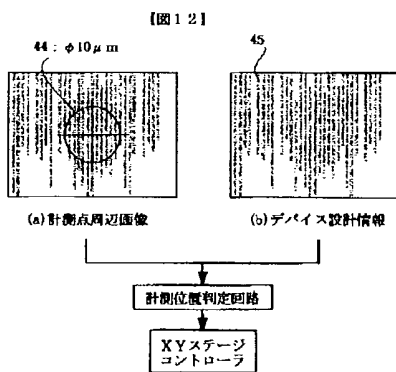 【図12】
44：φ10μm
45
(a)計測点周辺画像
(b)デバイス設計情報
計測位置判定回路
XYステージ
コントローラ